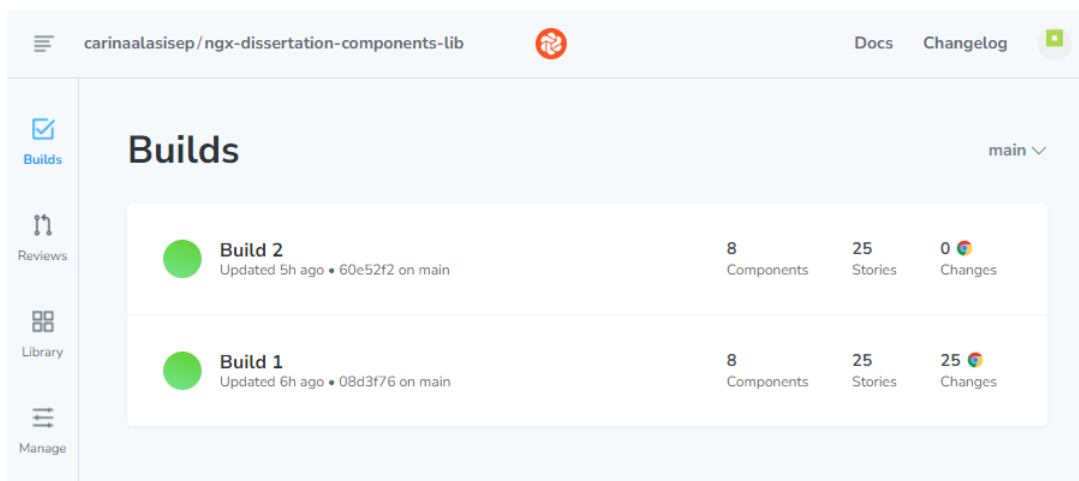 carinaalasisep/ngx-dissertation-components-lib
Docs
Changelog
Builds
Reviews
Library
Manage
Builds
main
Build 2
Updated 5h ago • 60e52f2 on main
8
Components
25
Stories
0
Changes
Build 1
Updated 6h ago • 08d3f76 on main
8
Components
25
Stories
25
Changes